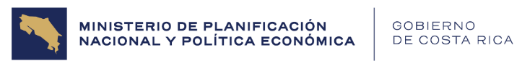 MINISTERIO DE PLANIFICACIÓN
NACIONAL Y POLÍTICA ECONÓMICA
GOBIERNO
DE COSTA RICA